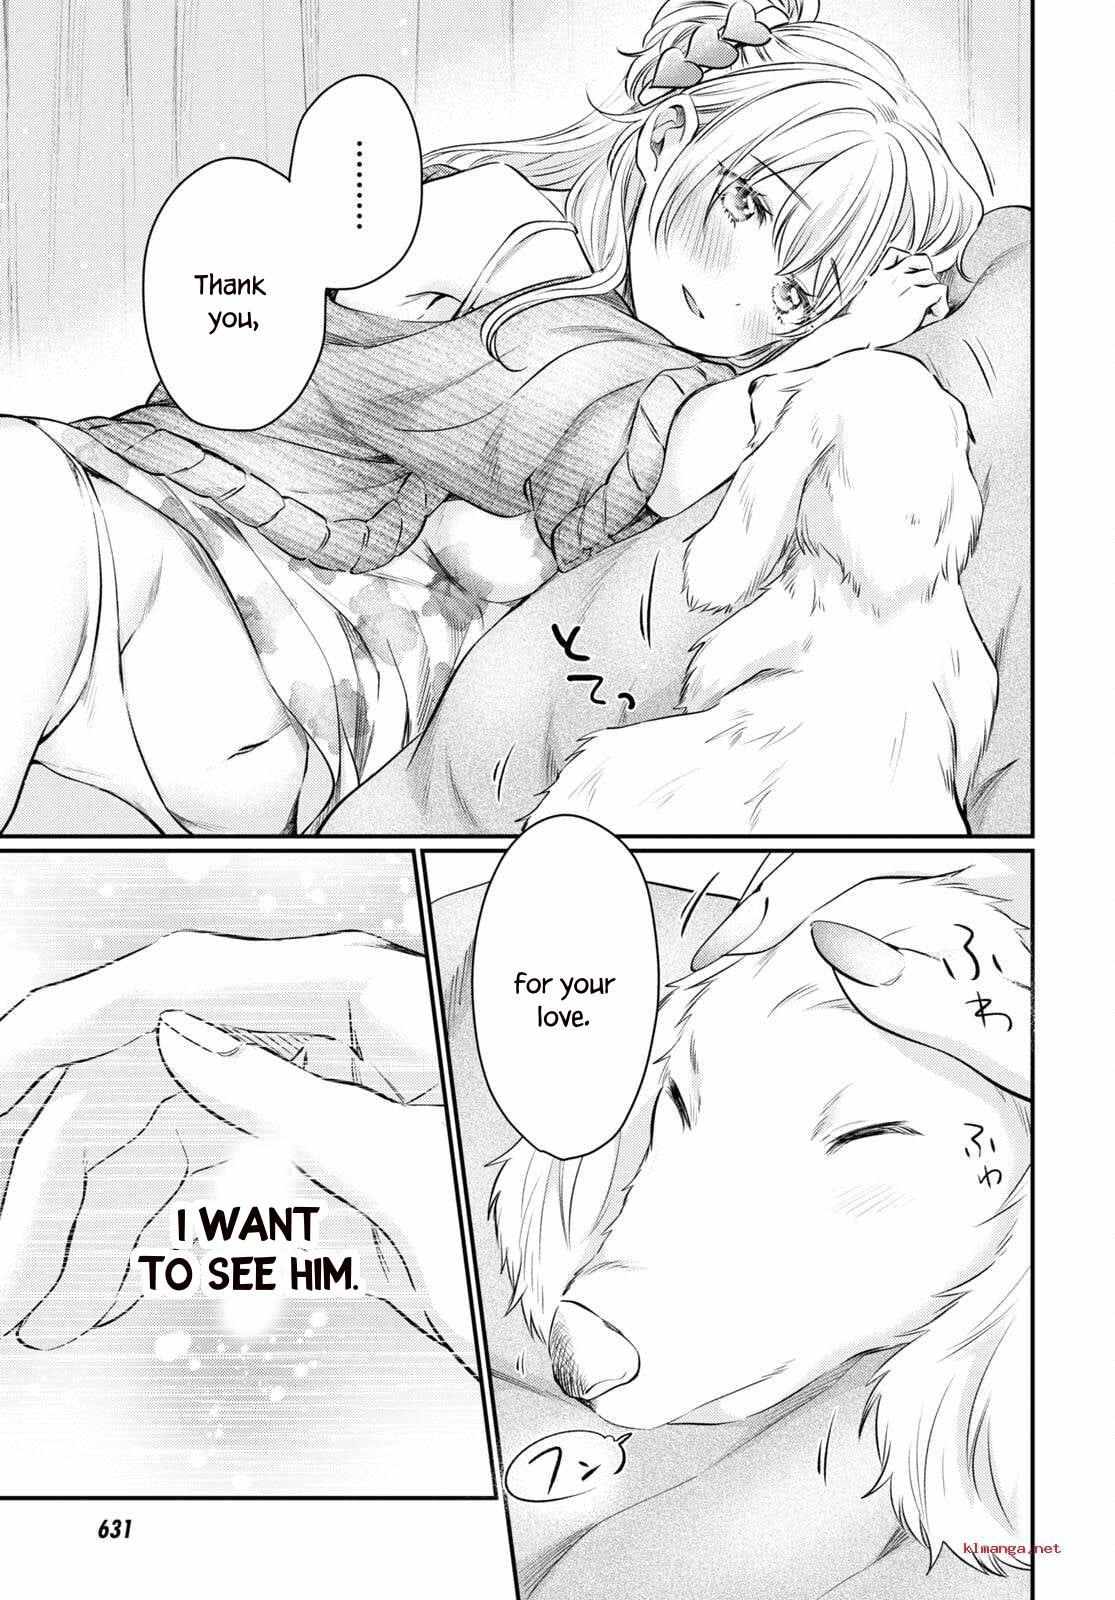 ………
Thank
you,
とてっ
for your
love.
ふわ
ふわ
フン
I WANT
TO SEE HIM.
631
klmanga.net